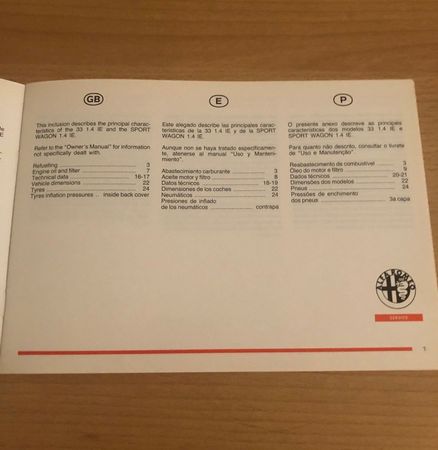 GB
This inclusion describes the principal charac-
teristics of the 33 1.4 IE and the SPORT
WAGON 1.4 IE.
Refer to the "Owner's Manual" for information
not specifically dealt with.
Refuelling 3
Engine oil and filter 7
Technical data 16-17
Vehicle dimensions 22
Tyres 24
Tyres inflation pressures .. inside back cover
E
Este alegado describe las principales carac-
terísticas de la 33 1.4 IE y de la SPORT
WAGON 1.4 IE.
Aunque non se haya tratado especificamen-
te, atenerse al manual "Uso y Manteni-
miento".
Abastecimiento carburante 3
Aceite motor y filtro 8
Datos técnicos 18-19
Dimensiones de los coches 22
Neumáticos 24
Presiones de inflado
de los neumáticos contrapa
P
O presente anexo descreve as principais
características dos modelos 33 1.4 IE e
SPORT WAGON 1.4 IE.
Para quanto não descrito, consultar o livrete
de "Uso e Manutenção".
Reabastecimento de combustível 3
Óleo do motor e filtro 9
Dados técnicos 20-21
Dimensões dos modelos 22
Pneus 24
Pressões de enchimento
dos pneus 3a capa
ALFA ROMEO
SERVICE
1